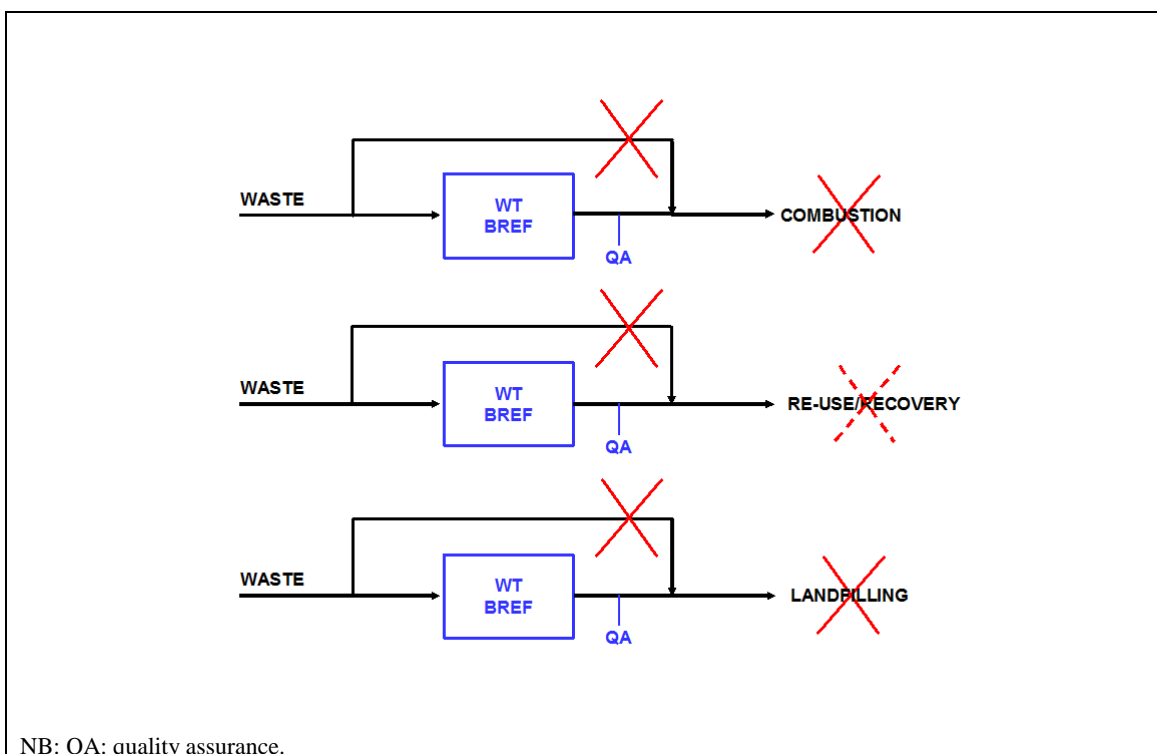 WASTE
WT
BREF
QA
COMBUSTION
WASTE
WT
BREF
QA
RE-USE/RECOVERY
WASTE
WT
BREF
QA
LANDFILLING
NB: QA: quality assurance.